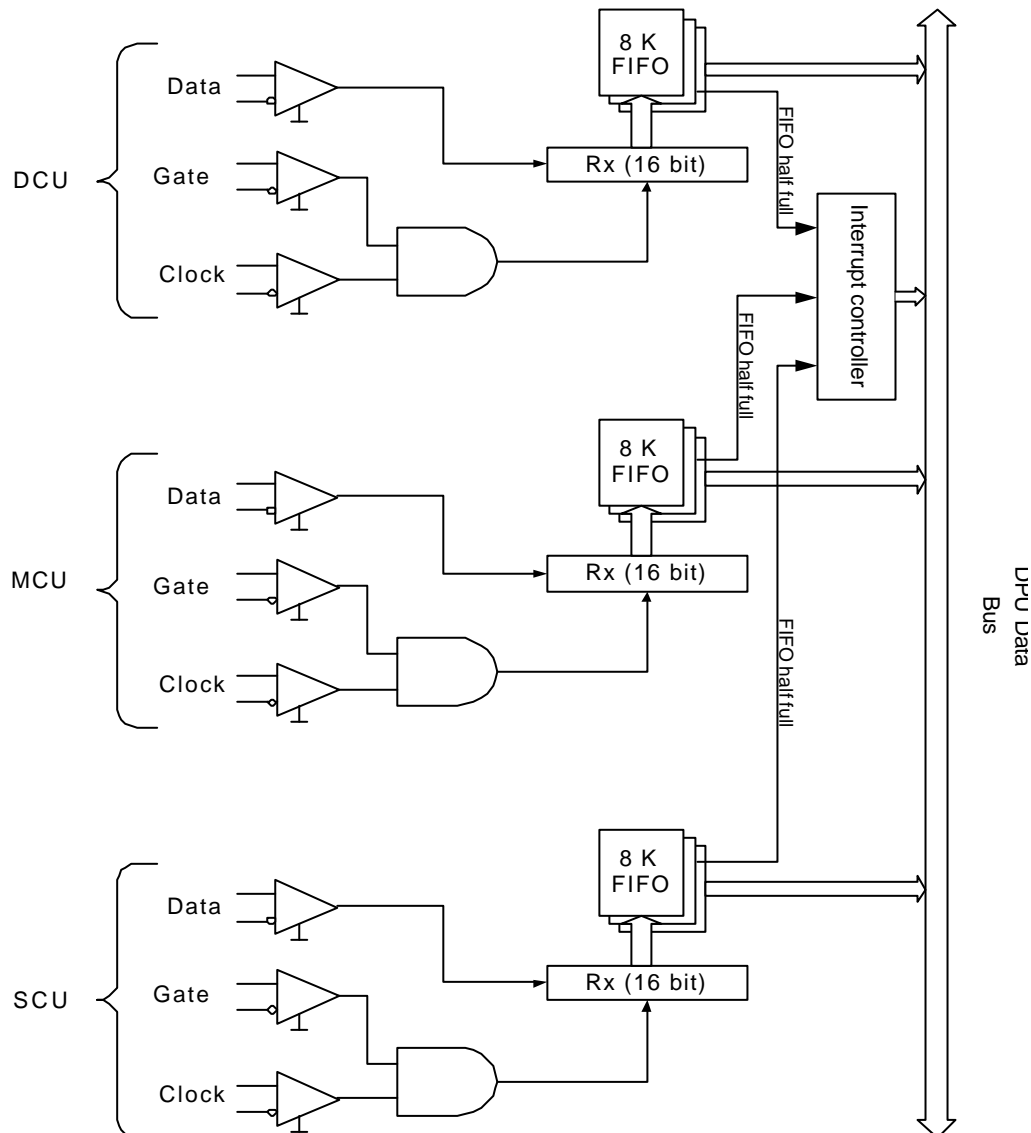 8 K
FIFO
Data
Rx (16 bit)
Gate
DCU
Clock
FIFO half full
Interrupt controller
FIFO half full
8 K
FIFO
Data
Rx (16 bit)
MCU
Gate
Clock
FIFO half full
DPU Data
Bus
8 K
FIFO
Data
Rx (16 bit)
SCU
Gate
Clock